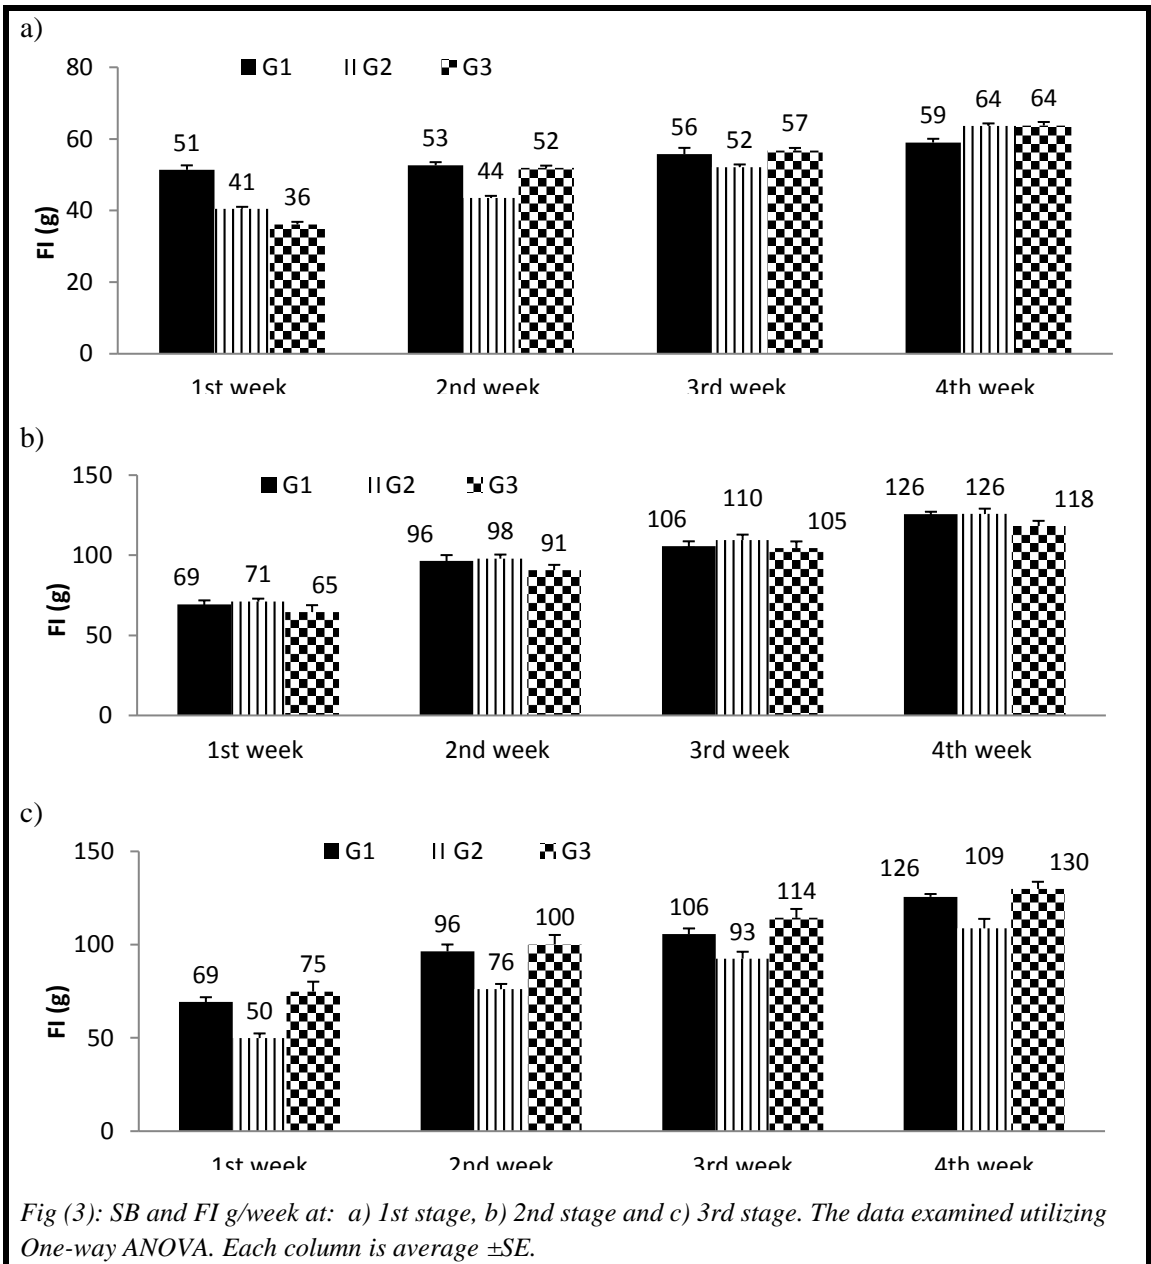 a)
G1 G2 G3
80
60
40
20
0
FI (g)
51 41 36 53 44 52 56 52 57 59 64 64
1st week 2nd week 3rd week 4th week
b)
G1 G2 G3
150
100
50
0
FI (g)
69 71 65 96 98 91 106 110 105 126 126 118
1st week 2nd week 3rd week 4th week
c)
G1 G2 G3
150
100
50
0
FI (g)
69 50 75 96 76 100 106 93 114 126 109 130
1st week 2nd week 3rd week 4th week
Fig (3): SB and FI g/week at: a) 1st stage, b) 2nd stage and c) 3rd stage. The data examined utilizing
One-way ANOVA. Each column is average ±SE.